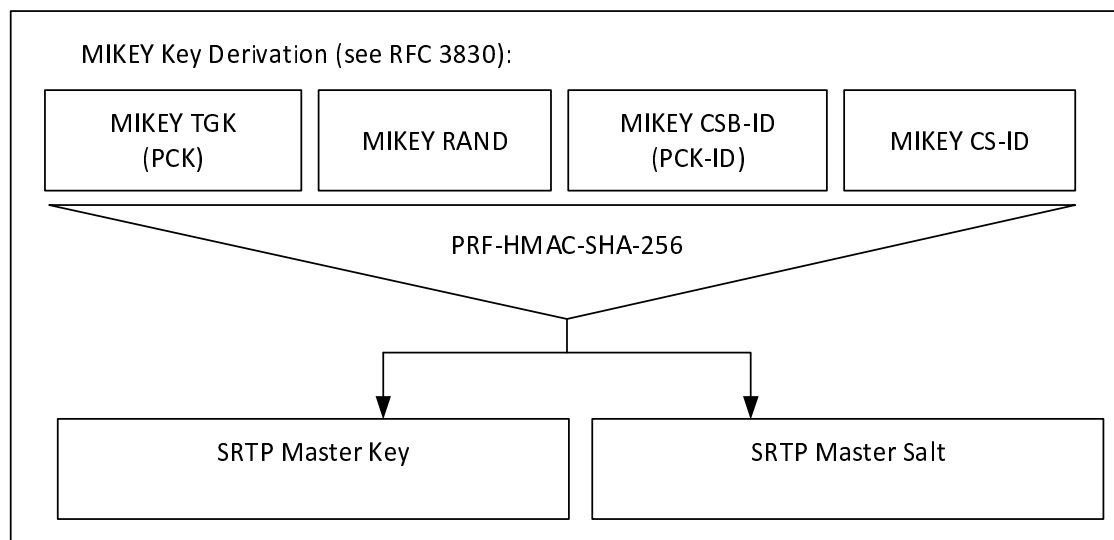 MIKEY Key Derivation (see RFC 3830):
MIKEY TGK
(PCK)
MIKEY RAND
MIKEY CSB-ID
(PCK-ID)
MIKEY CS-ID
PRF-HMAC-SHA-256
SRTP Master Key
SRTP Master Salt